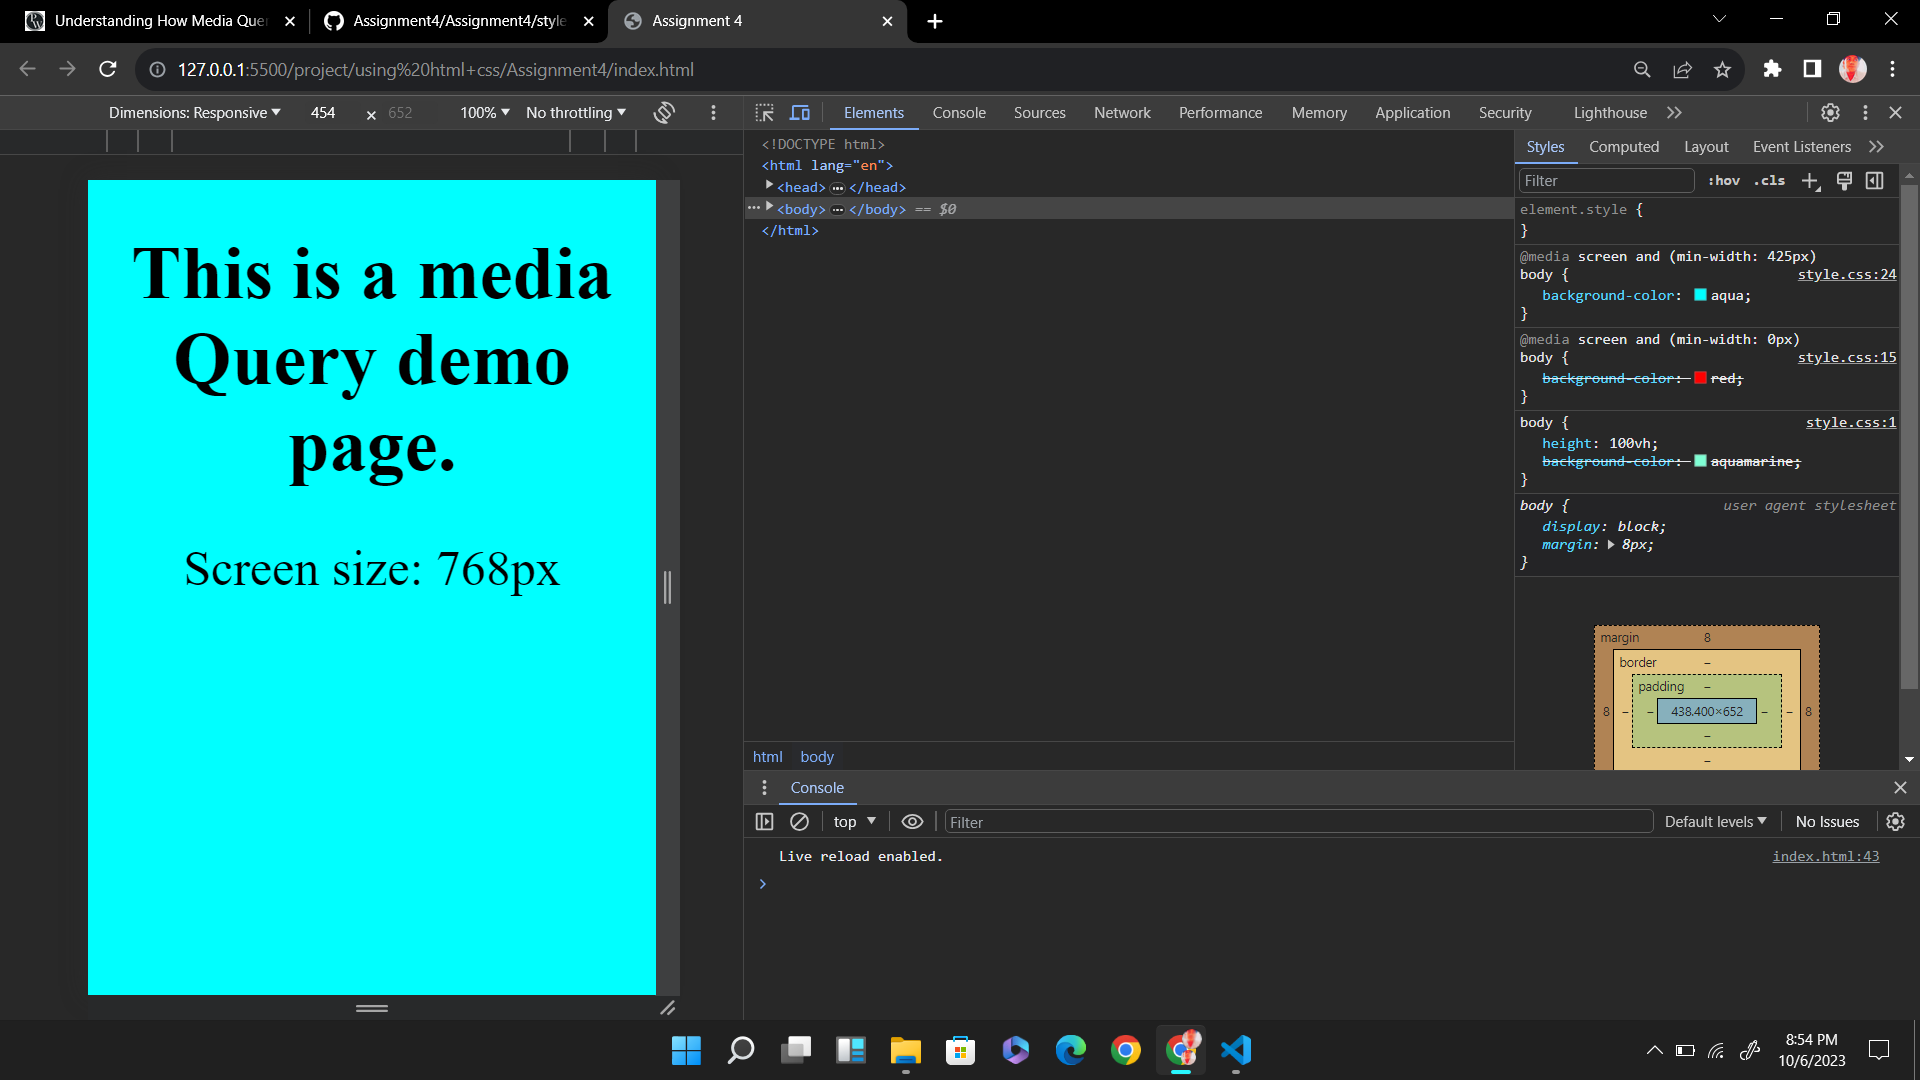 Understanding How Media Quer
Assignment4/Assignment4/style
Assignment 4
127.0.0.1:5500/project/using%20html+css/Assignment4/index.html
Dimensions: Responsive
454
×
652
100%
No throttling
Elements
Console
Sources
Network
Performance
Memory
Application
Security
Lighthouse
This is a media
Query demo
page.
Screen size: 768px
<!DOCTYPE html>
<html lang="en">
<head> … </head>
<body> … </body> == $0
</html>
html
body
Styles
Computed
Layout
Event Listeners
Filter
:hov
.cls
element.style {
}
@media screen and (min-width: 425px)
body { style.css:24
background-color: aqua;
}
@media screen and (min-width: 0px)
body { style.css:15
background-color: red;
}
body { style.css:1
height: 100vh;
background-color: aquamarine;
}
body { user agent stylesheet
display: block;
margin: 8px;
}
margin 8
border –
padding –
8 – – 438.400×652 – – 8
–
–
Console
top
Filter
Default levels
No Issues
Live reload enabled.
index.html:43
8:54 PM
10/6/2023